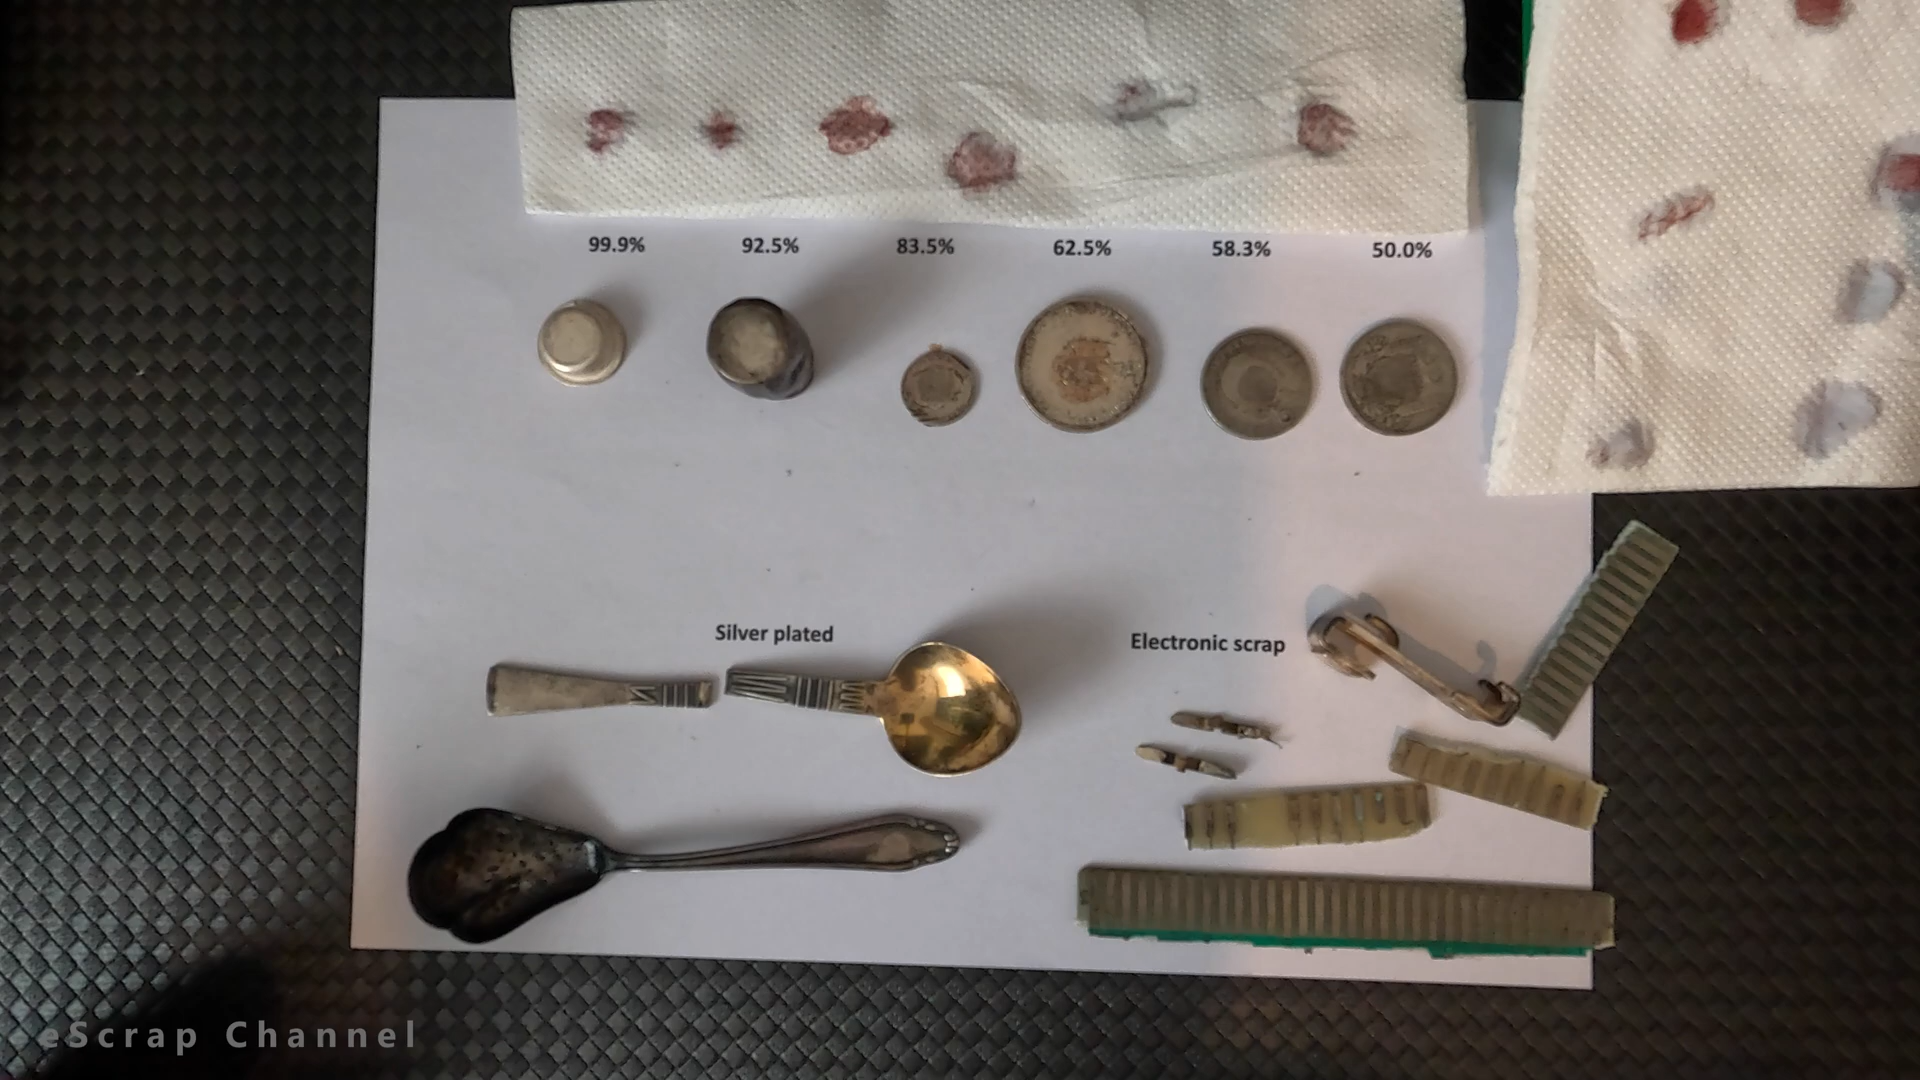 99.9%
92.5%
83.5%
62.5%
58.3%
50.0%
Silver plated
Electronic scrap
eScrap Channel